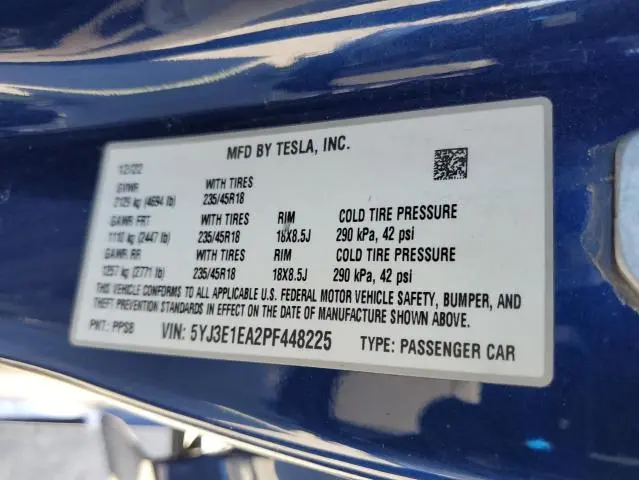 MFD BY TESLA, INC.
12/22
GVWR WITH TIRES
2129 kg (4694 lb) 235/45R18
GAWR FRT WITH TIRES RIM COLD TIRE PRESSURE
1110 kg (2447 lb) 235/45R18 18X8.5J 290 kPa, 42 psi
GAWR RR WITH TIRES RIM COLD TIRE PRESSURE
1257 kg (2771 lb) 235/45R18 18X8.5J 290 kPa, 42 psi
THIS VEHICLE CONFORMS TO ALL APPLICABLE U.S. FEDERAL MOTOR VEHICLE SAFETY, BUMPER, AND
THEFT PREVENTION STANDARDS IN EFFECT ON THE DATE OF MANUFACTURE SHOWN ABOVE.
PNT: PPSB VIN: 5YJ3E1EA2PF448225 TYPE: PASSENGER CAR